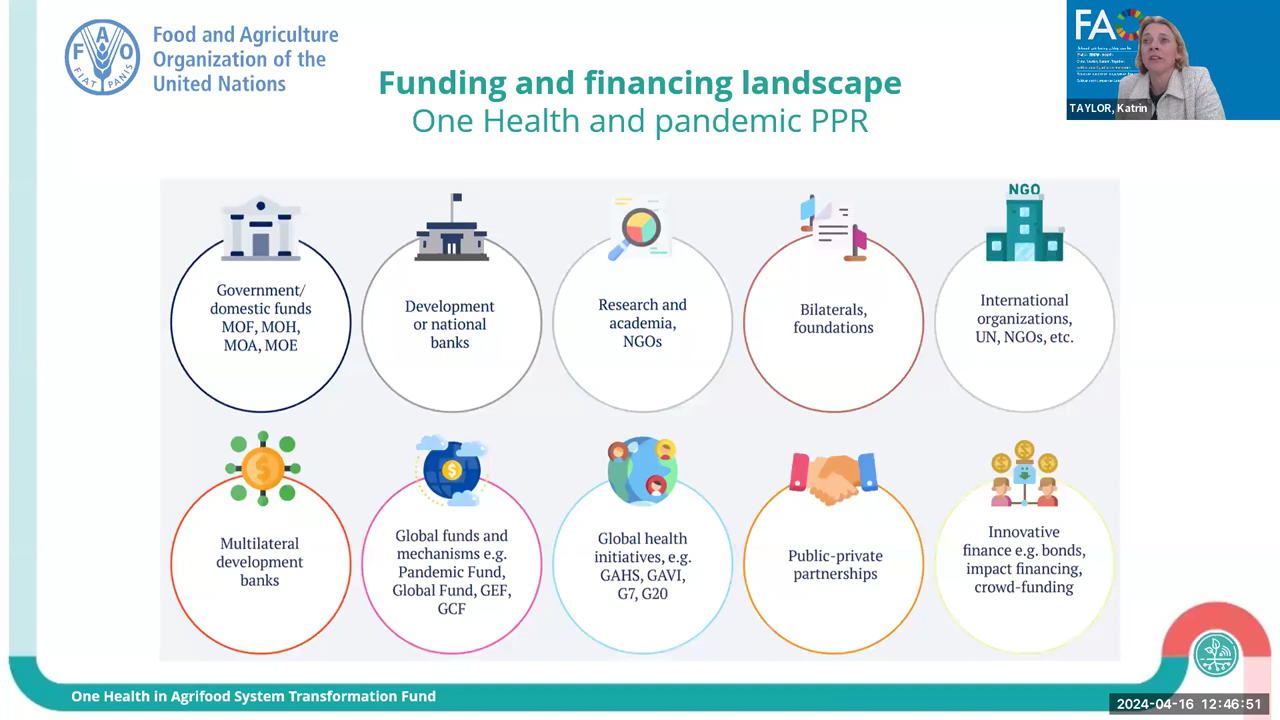 Food and Agriculture
Organization of the
United Nations
F A O
FIAT PANIS
Funding and financing landscape
One Health and pandemic PPR
FAO
TAYLOR, Katrin
NGO
Government/
domestic funds
MOF, MOH,
MOA, MOE
Development
or national
banks
Research and
academia,
NGOs
Bilaterals,
foundations
International
organizations,
UN, NGOs, etc.
Multilateral
development
banks
Global funds and
mechanisms e.g.
Pandemic Fund,
Global Fund, GEF,
GCF
Global health
initiatives, e.g.
GAHS, GAVI,
G7, G20
Public-private
partnerships
Innovative
finance e.g. bonds,
impact financing,
crowd-funding
One Health in Agrifood System Transformation Fund
2024-04-16 12:46:51